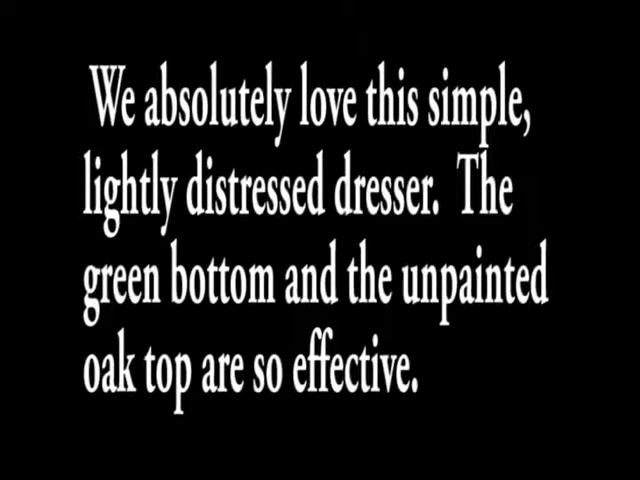 We absolutely love this simple,
lightly distressed dresser.  The
green bottom and the unpainted
oak top are so effective.